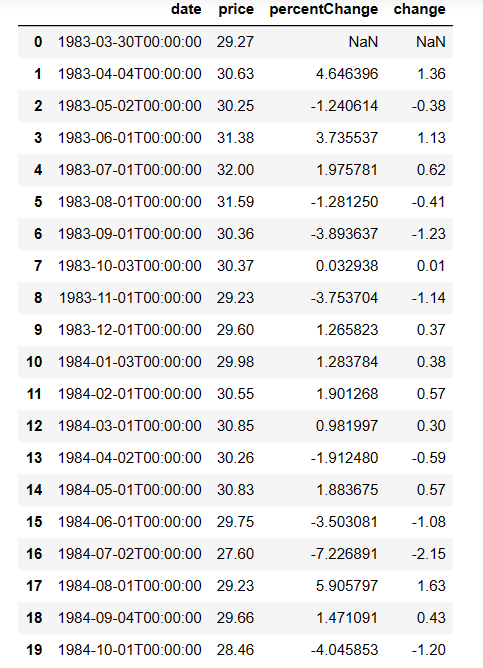 date price percentChange change
0 1983-03-30T00:00:00 29.27 NaN NaN
1 1983-04-04T00:00:00 30.63 4.646396 1.36
2 1983-05-02T00:00:00 30.25 -1.240614 -0.38
3 1983-06-01T00:00:00 31.38 3.735537 1.13
4 1983-07-01T00:00:00 32.00 1.975781 0.62
5 1983-08-01T00:00:00 31.59 -1.281250 -0.41
6 1983-09-01T00:00:00 30.36 -3.893637 -1.23
7 1983-10-03T00:00:00 30.37 0.032938 0.01
8 1983-11-01T00:00:00 29.23 -3.753704 -1.14
9 1983-12-01T00:00:00 29.60 1.265823 0.37
10 1984-01-03T00:00:00 29.98 1.283784 0.38
11 1984-02-01T00:00:00 30.55 1.901268 0.57
12 1984-03-01T00:00:00 30.85 0.981997 0.30
13 1984-04-02T00:00:00 30.26 -1.912480 -0.59
14 1984-05-01T00:00:00 30.83 1.883675 0.57
15 1984-06-01T00:00:00 29.75 -3.503081 -1.08
16 1984-07-02T00:00:00 27.60 -7.226891 -2.15
17 1984-08-01T00:00:00 29.23 5.905797 1.63
18 1984-09-04T00:00:00 29.66 1.471091 0.43
19 1984-10-01T00:00:00 28.46 -4.045853 -1.20